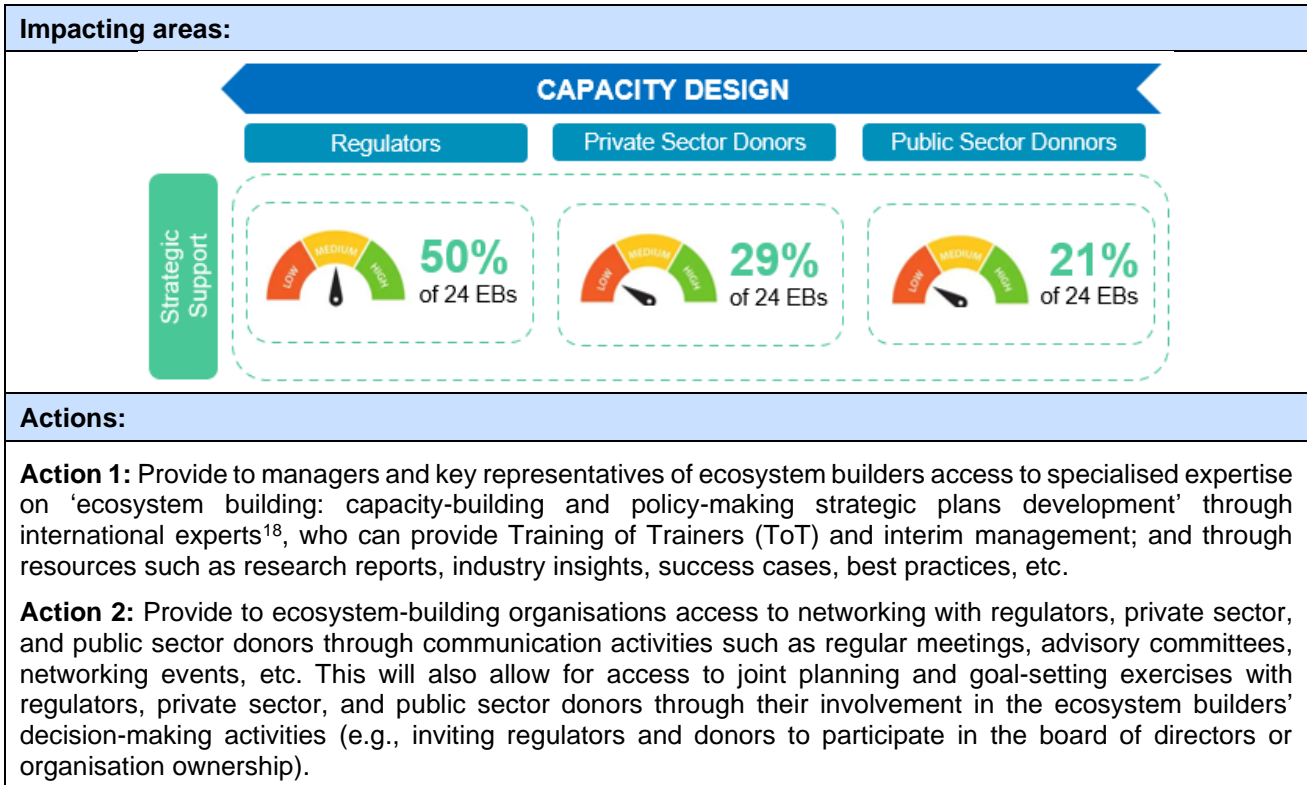 Impacting areas:
CAPACITY DESIGN
Regulators
Private Sector Donors
Public Sector Donnors
Strategic
Support
LOW
MEDIUM
HIGH
50%
of 24 EBs
LOW
MEDIUM
HIGH
29%
of 24 EBs
LOW
MEDIUM
HIGH
21%
of 24 EBs
Actions:
Action 1: Provide to managers and key representatives of ecosystem builders access to specialised expertise
on ‘ecosystem building: capacity-building and policy-making strategic plans development’ through
international experts18, who can provide Training of Trainers (ToT) and interim management; and through
resources such as research reports, industry insights, success cases, best practices, etc.
Action 2: Provide to ecosystem-building organisations access to networking with regulators, private sector,
and public sector donors through communication activities such as regular meetings, advisory committees,
networking events, etc. This will also allow for access to joint planning and goal-setting exercises with
regulators, private sector, and public sector donors through their involvement in the ecosystem builders’
decision-making activities (e.g., inviting regulators and donors to participate in the board of directors or
organisation ownership).